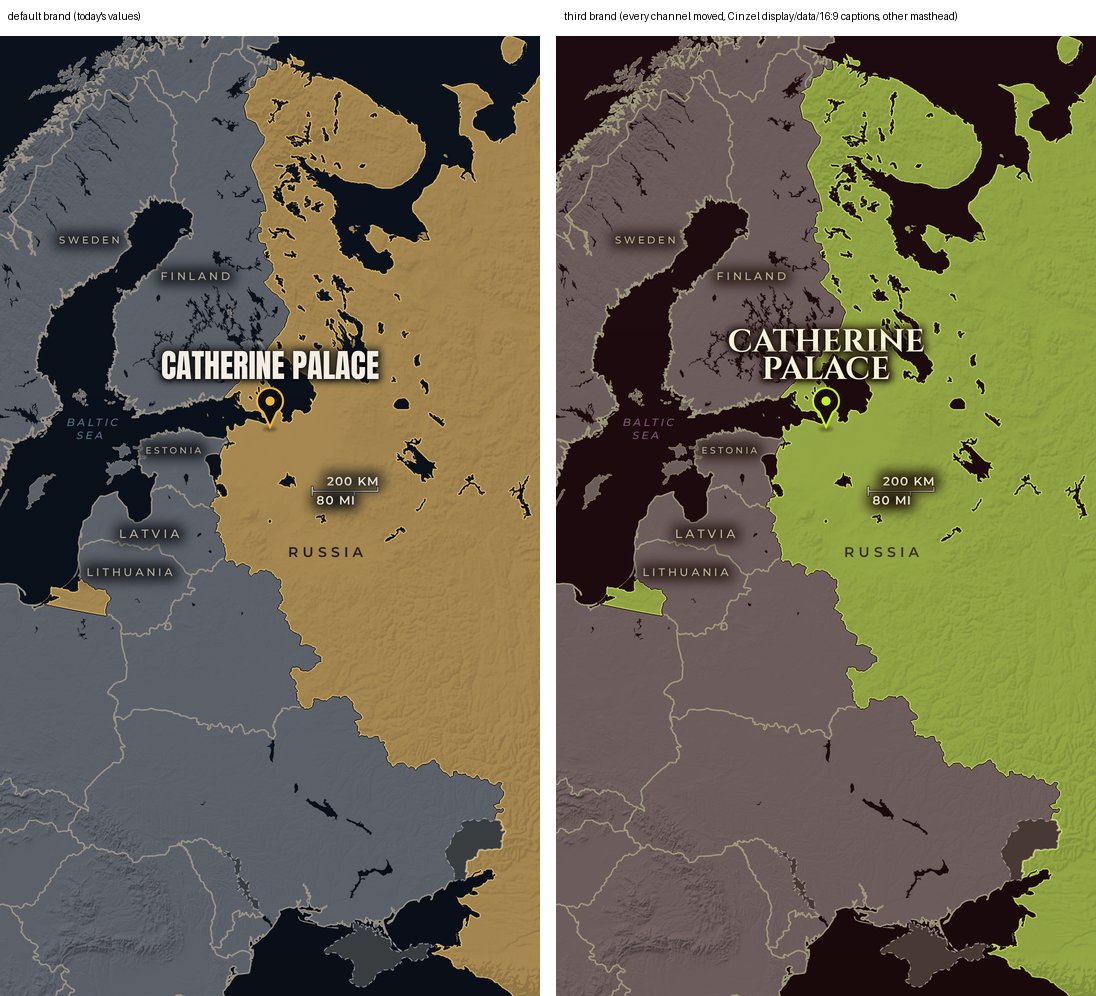 default brand (today's values)
third brand (every channel moved, Cinzel display/data/16:9 captions, other masthead)
SWEDEN
FINLAND
CATHERINE PALACE
BALTIC
SEA
ESTONIA
200 KM
80 MI
LATVIA
RUSSIA
LITHUANIA
SWEDEN
FINLAND
CATHERINE
PALACE
BALTIC
SEA
ESTONIA
200 KM
80 MI
LATVIA
RUSSIA
LITHUANIA